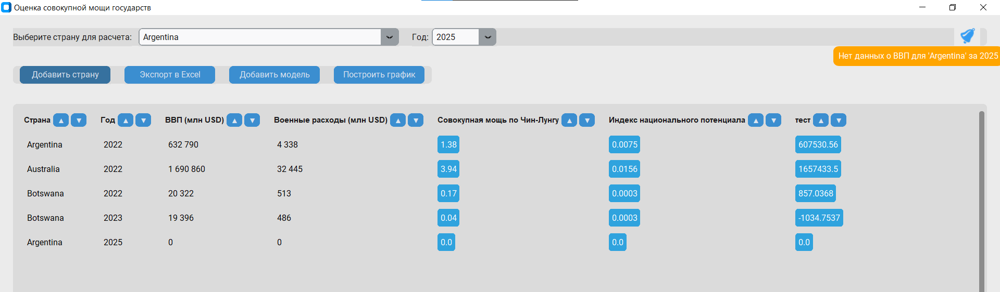 Оценка совокупной мощи государств
Выберите страну для расчета: Argentina Год: 2025
Нет данных о ВВП для 'Argentina' за 2025
Добавить страну Экспорт в Excel Добавить модель Построить график
Страна ▲ ▼ Год ▲ ▼ ВВП (млн USD) ▲ ▼ Военные расходы (млн USD) ▲ ▼ Совокупная мощь по Чин-Лунгу ▲ ▼ Индекс национального потенциала ▲ ▼ тест ▲ ▼
Argentina 2022 632 790 4 338 1.38 0.0075 607530.56
Australia 2022 1 690 860 32 445 3.94 0.0156 1657433.5
Botswana 2022 20 322 513 0.17 0.0003 857.0368
Botswana 2023 19 396 486 0.04 0.0003 -1034.7537
Argentina 2025 0 0 0.0 0.0 0.0